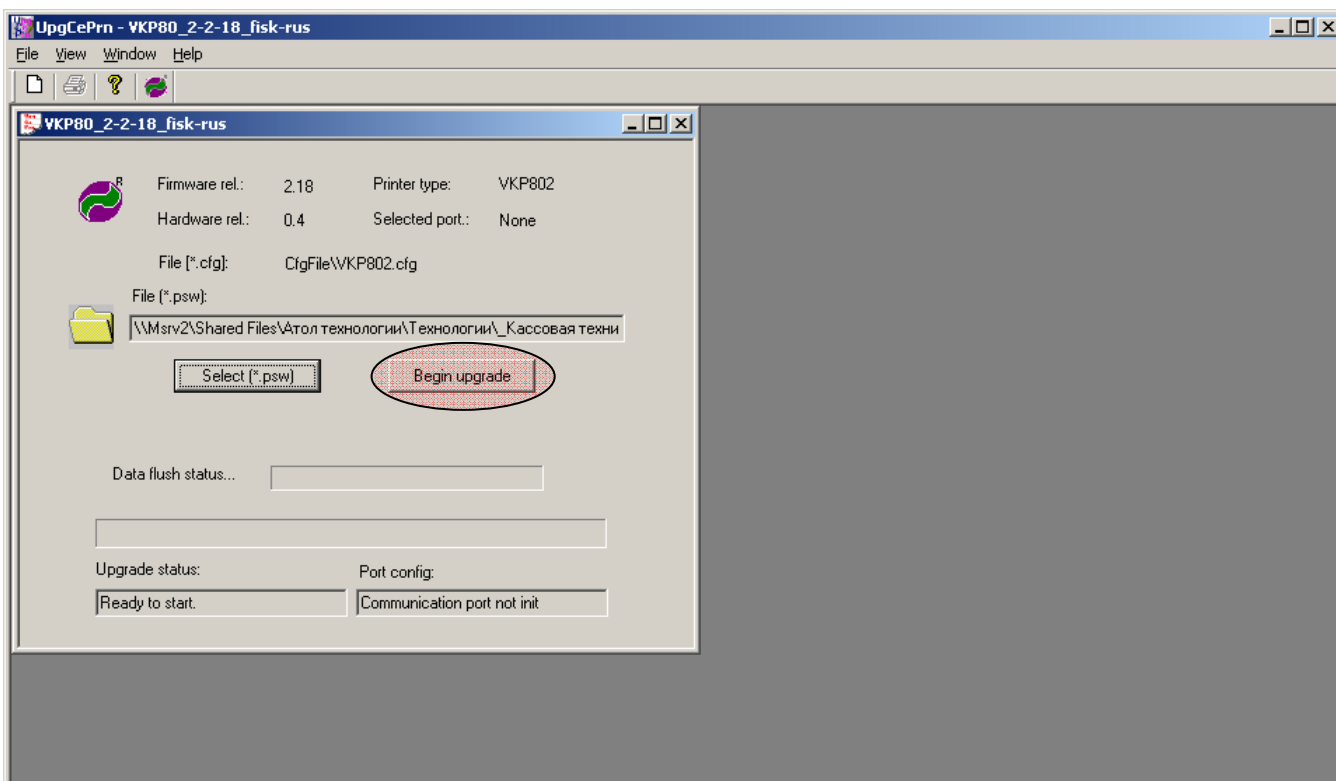 UpgCePrn - VKP80_2-2-18_fisk-rus
File View Window Help
VKP80_2-2-18_fisk-rus
R
Firmware rel.: 2.18 Printer type: VKP802
Hardware rel.: 0.4 Selected port.: None
File [*.cfg]: CfgFile\VKP802.cfg
File (*.psw):
\\Msrv2\Shared Files\Атол технологии\Технологии\_Кассовая техни
Select (*.psw) Begin upgrade
Data flush status...
Upgrade status: Port config:
Ready to start. Communication port not init